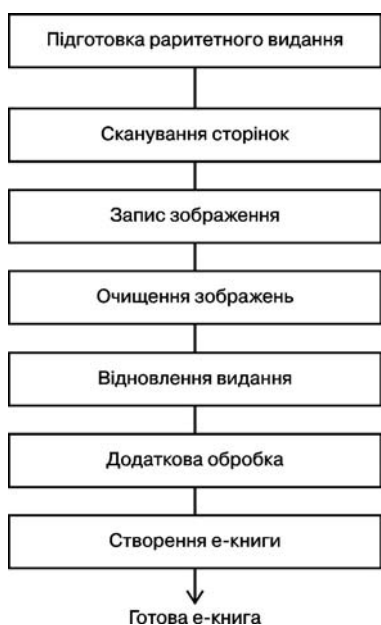 Підготовка раритетного видання
Сканування сторінок
Запис зображення
Очищення зображень
Відновлення видання
Додаткова обробка
Створення е-книги
Готова е-книга